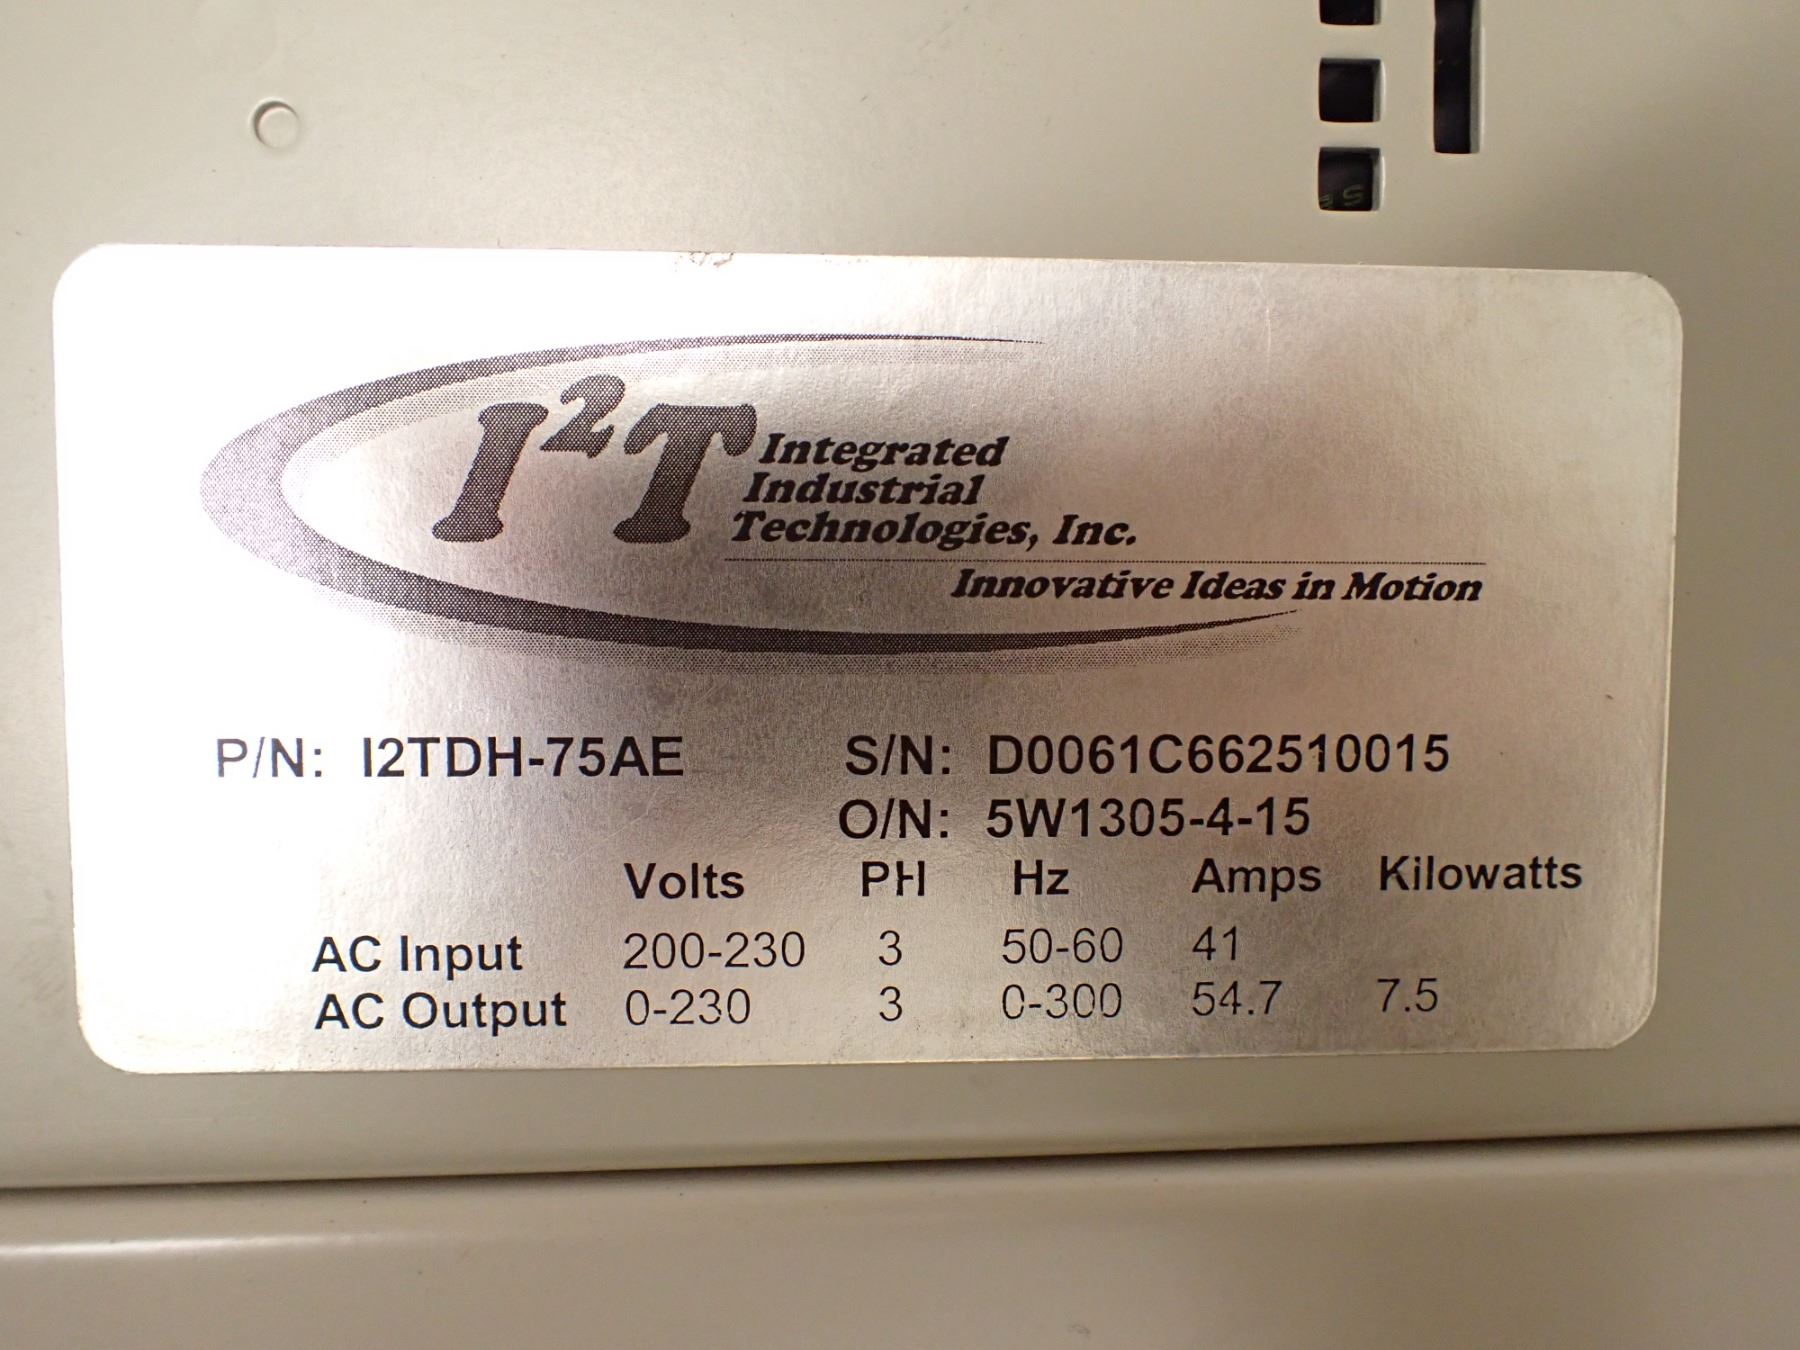 I²T Integrated
Industrial
Technologies, Inc.
Innovative Ideas in Motion
P/N: I2TDH-75AE S/N: D0061C662510015
O/N: 5W1305-4-15
Volts PH Hz Amps Kilowatts
AC Input 200-230 3 50-60 41
AC Output 0-230 3 0-300 54.7 7.5